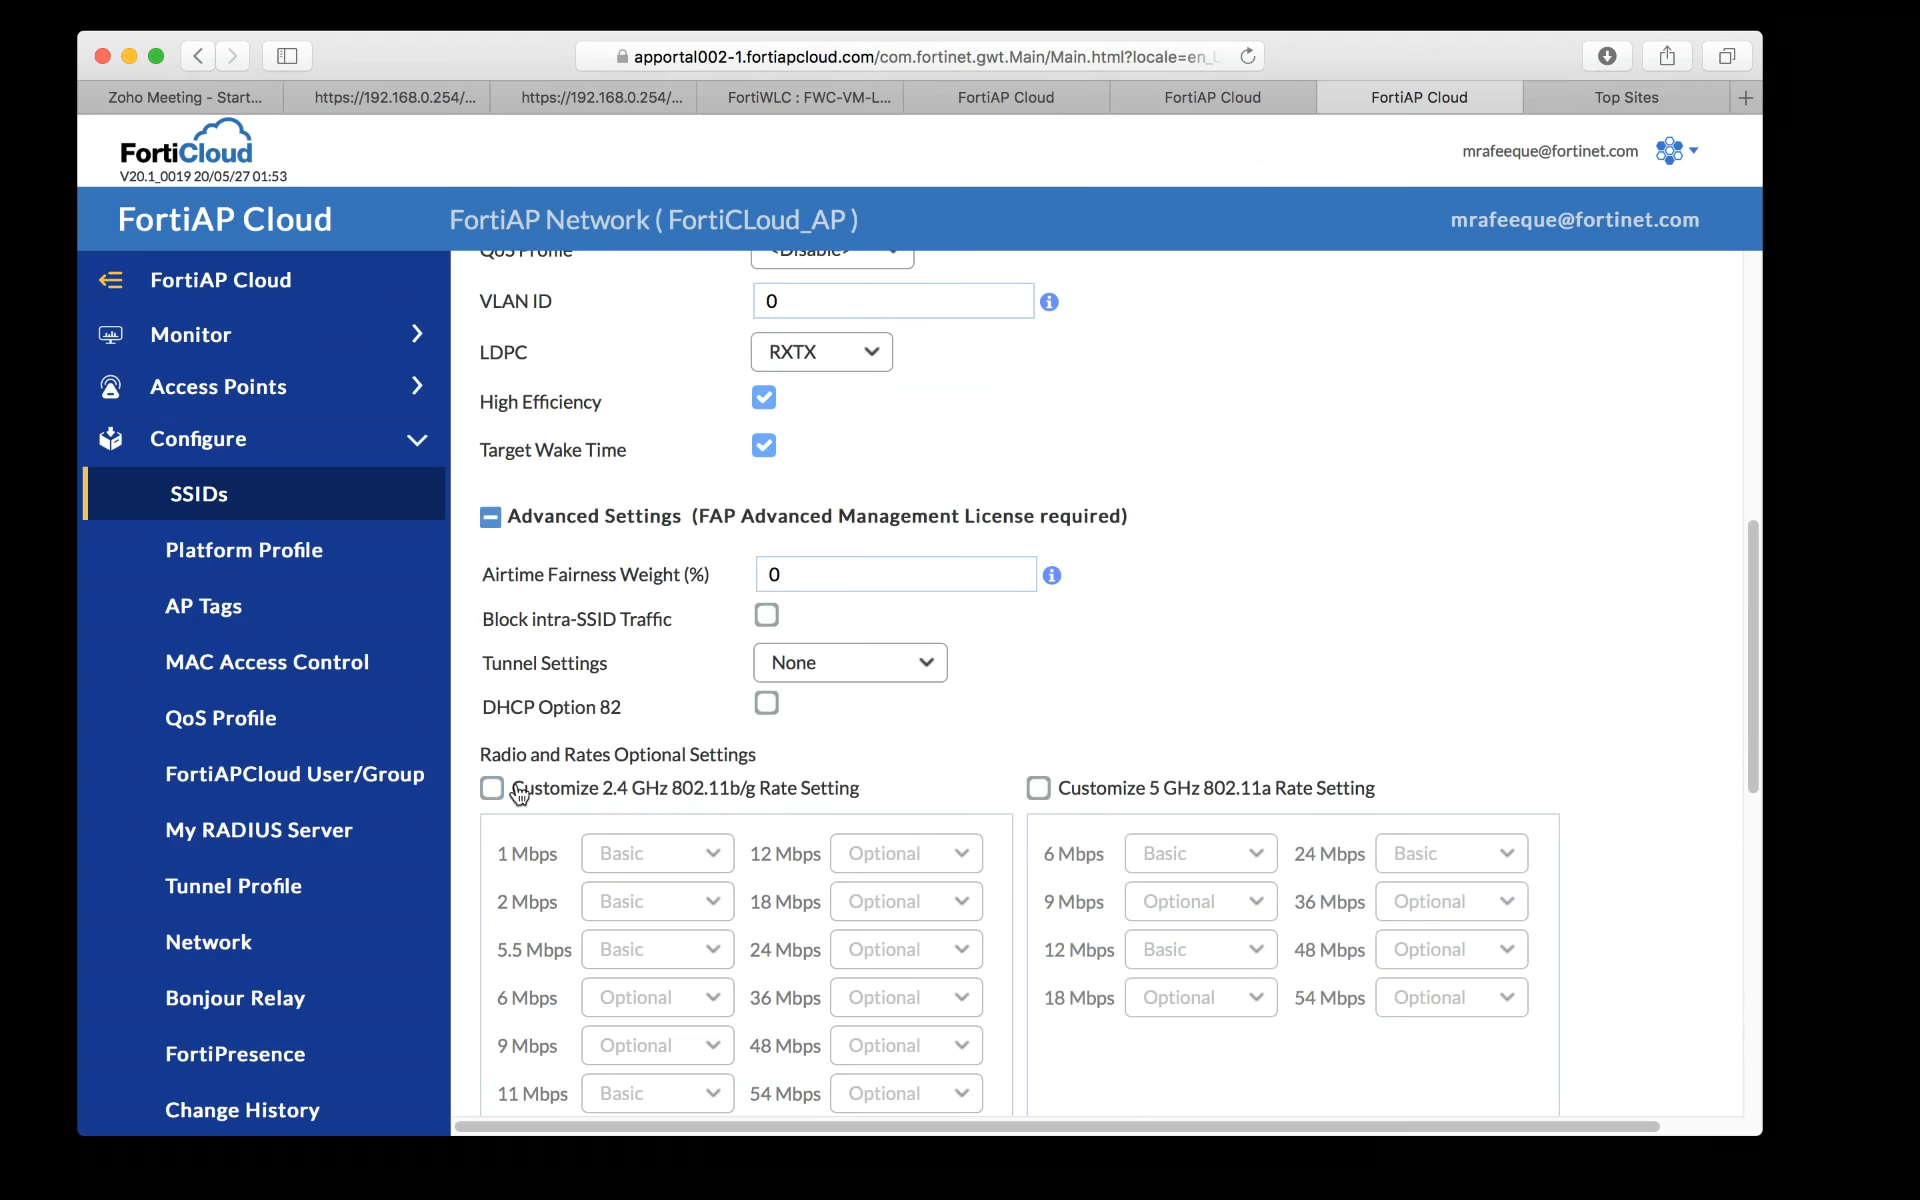 apportal002-1.fortiapcloud.com/com.fortinet.gwt.Main/Main.html?locale=en_U
Zoho Meeting - Start... https://192.168.0.254/... https://192.168.0.254/... FortiWLC : FWC-VM-L... FortiAP Cloud FortiAP Cloud FortiAP Cloud Top Sites
FortiCloud
V20.1_0019 20/05/27 01:53
mrafeeque@fortinet.com
FortiAP Cloud FortiAP Network ( FortiCLoud_AP ) mrafeeque@fortinet.com
FortiAP Cloud
Monitor
Access Points
Configure
SSIDs
Platform Profile
AP Tags
MAC Access Control
QoS Profile
FortiAPCloud User/Group
My RADIUS Server
Tunnel Profile
Network
Bonjour Relay
FortiPresence
Change History
QoS Profile <Disable>
VLAN ID 0
LDPC RXTX
High Efficiency
Target Wake Time
Advanced Settings (FAP Advanced Management License required)
Airtime Fairness Weight (%) 0
Block intra-SSID Traffic
Tunnel Settings None
DHCP Option 82
Radio and Rates Optional Settings
Customize 2.4 GHz 802.11b/g Rate Setting Customize 5 GHz 802.11a Rate Setting
1 Mbps Basic 12 Mbps Optional 6 Mbps Basic 24 Mbps Basic
2 Mbps Basic 18 Mbps Optional 9 Mbps Optional 36 Mbps Optional
5.5 Mbps Basic 24 Mbps Optional 12 Mbps Basic 48 Mbps Optional
6 Mbps Optional 36 Mbps Optional 18 Mbps Optional 54 Mbps Optional
9 Mbps Optional 48 Mbps Optional
11 Mbps Basic 54 Mbps Optional